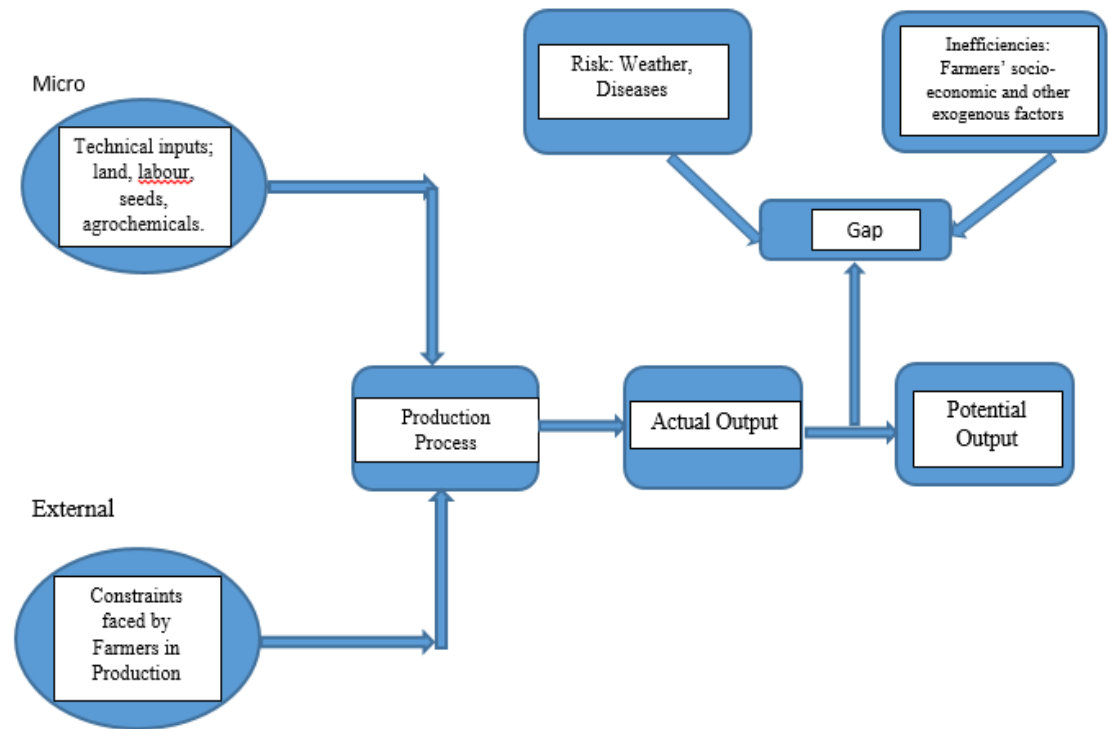 Micro
Technical inputs;
land, labour,
seeds,
agrochemicals.
Risk: Weather,
Diseases
Inefficiencies:
Farmers’ socio-
economic and other
exogenous factors
Gap
Production
Process
Actual Output
Potential
Output
External
Constraints
faced by
Farmers in
Production